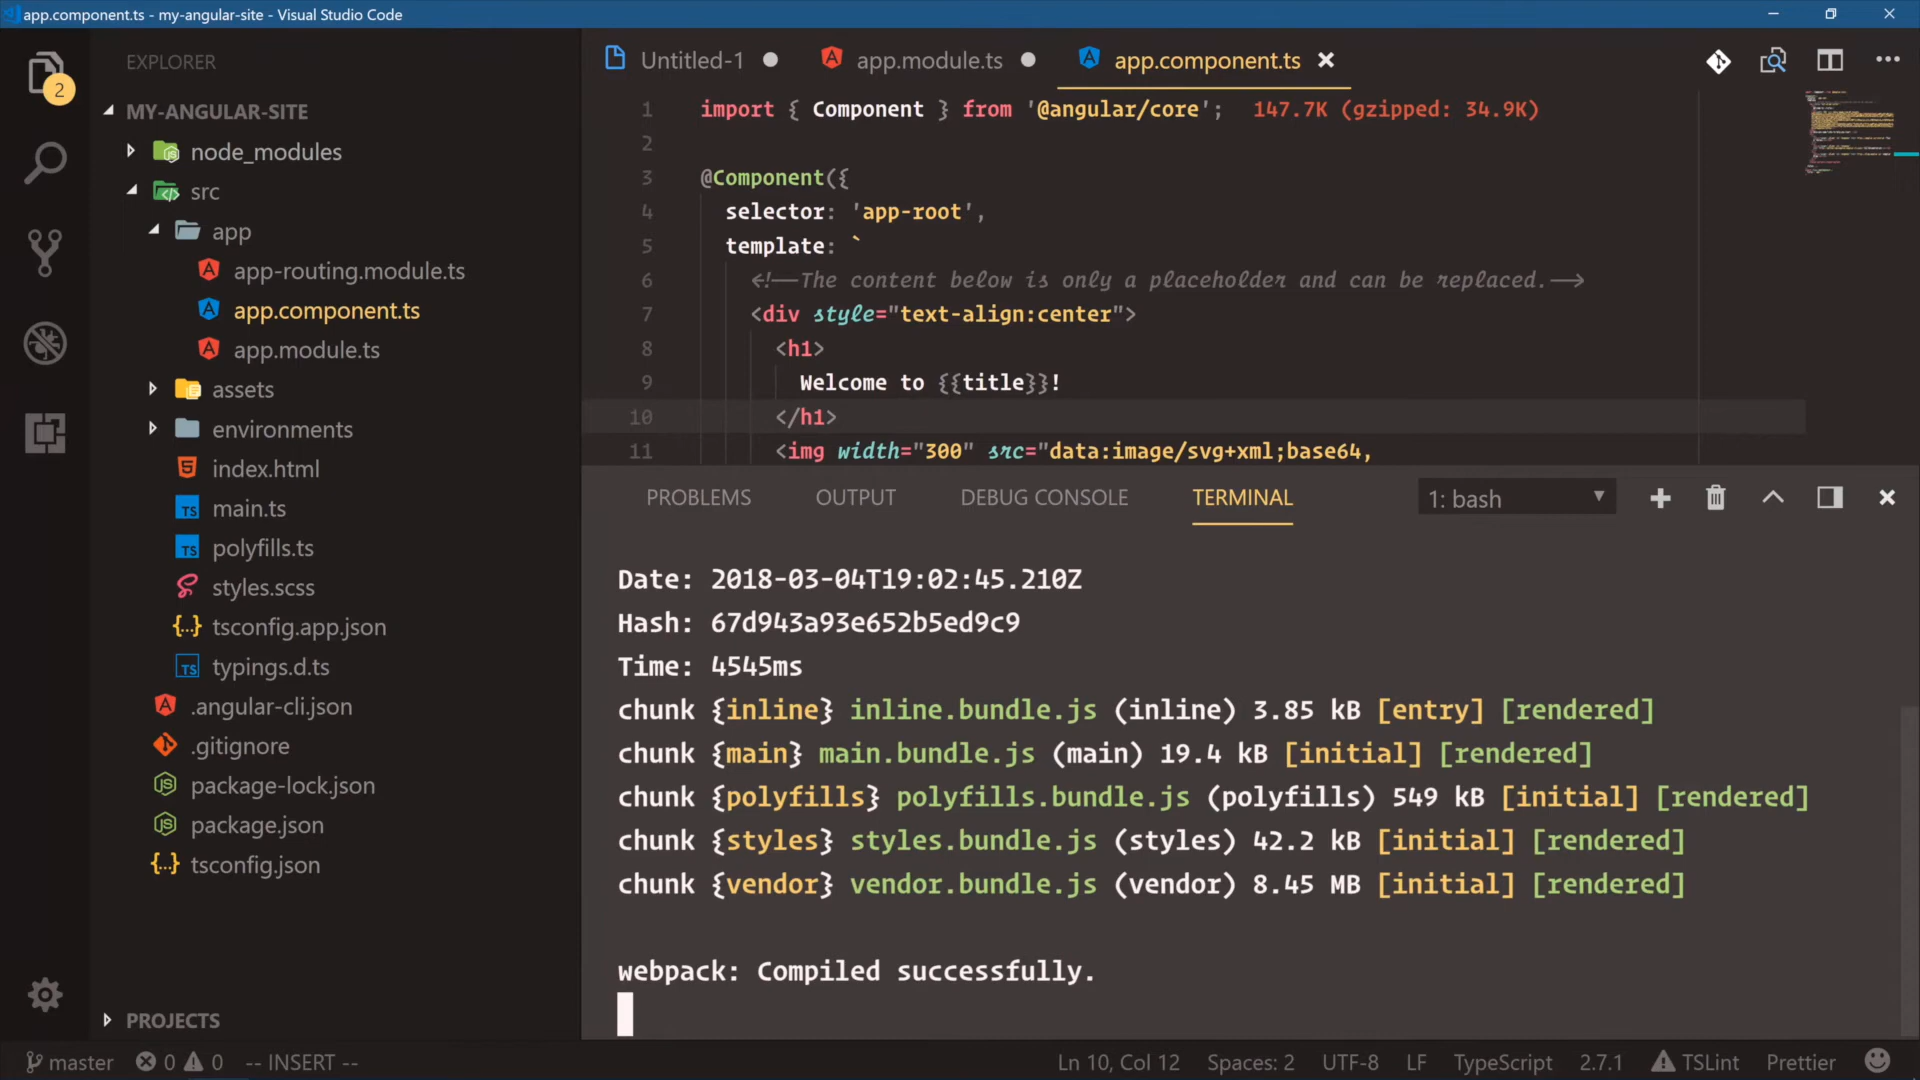 app.component.ts - my-angular-site - Visual Studio Code
EXPLORER
2
MY-ANGULAR-SITE
node_modules
src
app
app-routing.module.ts
app.component.ts
app.module.ts
assets
environments
index.html
main.ts
polyfills.ts
styles.scss
tsconfig.app.json
typings.d.ts
.angular-cli.json
.gitignore
package-lock.json
package.json
tsconfig.json
PROJECTS
Untitled-1
app.module.ts
app.component.ts
1 import { Component } from '@angular/core'; 147.7K (gzipped: 34.9K)
2
3 @Component({
4 selector: 'app-root',
5 template: `
6 <!--The content below is only a placeholder and can be replaced.-->
7 <div style="text-align:center">
8 <h1>
9 Welcome to {{title}}!
10 </h1>
11 <img width="300" src="data:image/svg+xml;base64,
PROBLEMS OUTPUT DEBUG CONSOLE TERMINAL 1: bash
Date: 2018-03-04T19:02:45.210Z
Hash: 67d943a93e652b5ed9c9
Time: 4545ms
chunk {inline} inline.bundle.js (inline) 3.85 kB [entry] [rendered]
chunk {main} main.bundle.js (main) 19.4 kB [initial] [rendered]
chunk {polyfills} polyfills.bundle.js (polyfills) 549 kB [initial] [rendered]
chunk {styles} styles.bundle.js (styles) 42.2 kB [initial] [rendered]
chunk {vendor} vendor.bundle.js (vendor) 8.45 MB [initial] [rendered]
webpack: Compiled successfully.
master 0 0 -- INSERT -- Ln 10, Col 12 Spaces: 2 UTF-8 LF TypeScript 2.7.1 TSLint Prettier